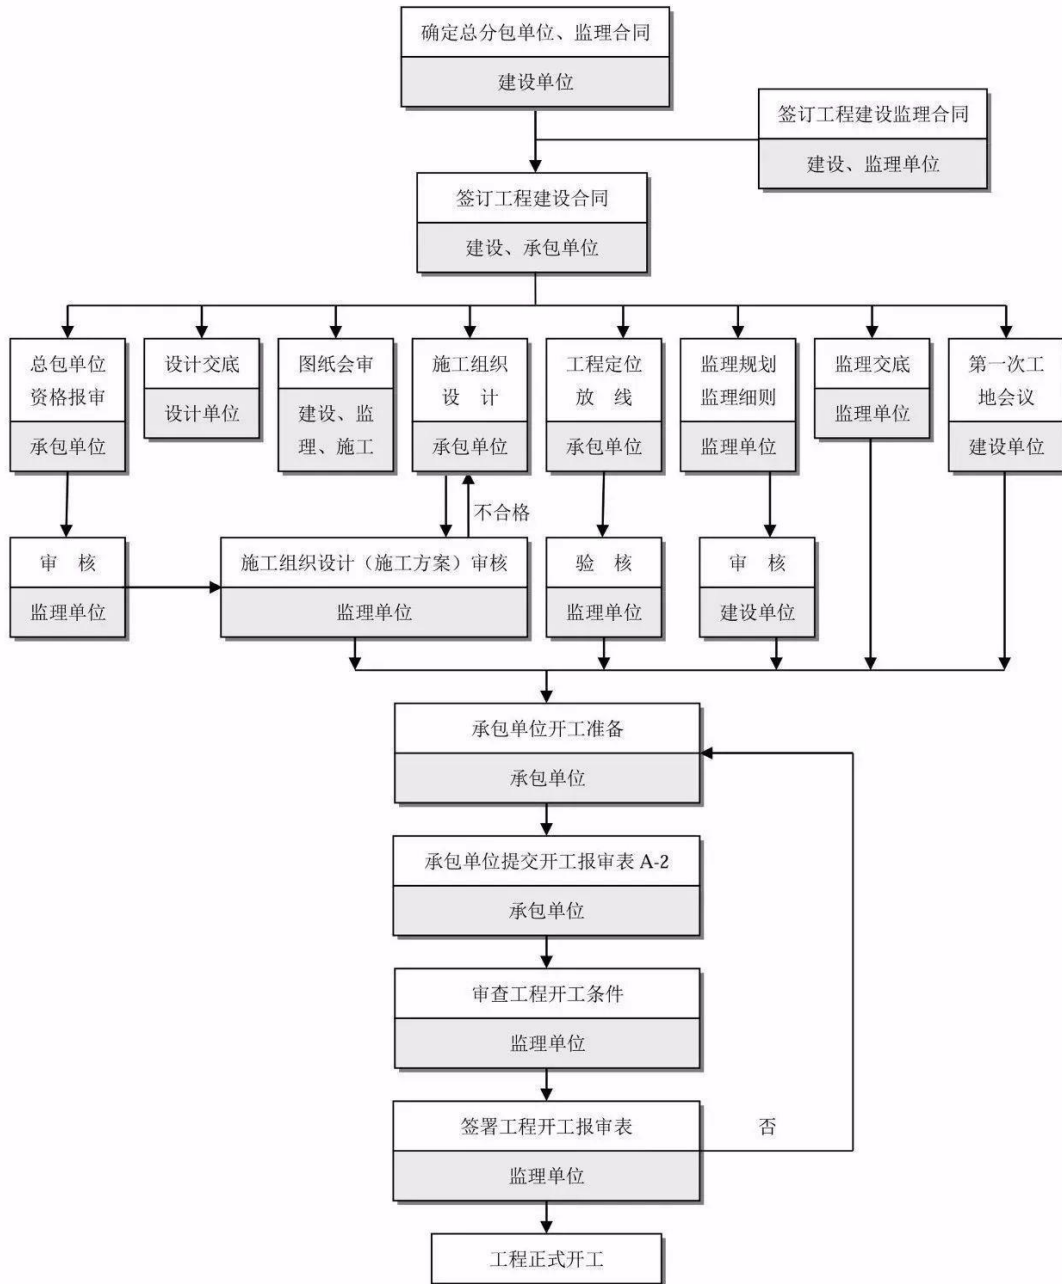 确定总分包单位、监理合同
建设单位
签订工程建设监理合同
建设、监理单位
签订工程建设合同
建设、承包单位
总包单位
资格报审
承包单位
设计交底
设计单位
图纸会审
建设、监
理、施工
施工组织
设 计
承包单位
工程定位
放 线
承包单位
监理规划
监理细则
监理单位
监理交底
监理单位
第一次工
地会议
建设单位
不合格
审 核
监理单位
施工组织设计（施工方案）审核
监理单位
验 核
监理单位
审 核
建设单位
承包单位开工准备
承包单位
承包单位提交开工报审表 A-2
承包单位
审查工程开工条件
监理单位
签署工程开工报审表
否
监理单位
工程正式开工